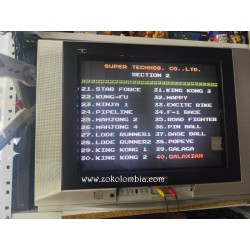 SUPER TECHNOS. CO..LTD.
SECTION 2
21.STAR FORCE 31.KING KONG 3
22.KUNG-FU 32.MAPPY
23.NINJA 1 33.EXCITE BIKE
24.PIPELINE 34.F-1 RACE
25.MAHJONG 2 35.ROAD FIGHTER
26.MAHJONG 4 36.PIN BALL
27.LODE RUNNER1 37.BASE BALL
28.LODE RUNNER2 38.POPEYE
29.KING KONG 1 39.GALAGA
30.KING KONG 2 40.GALAXIAN
www.zokolombia.com